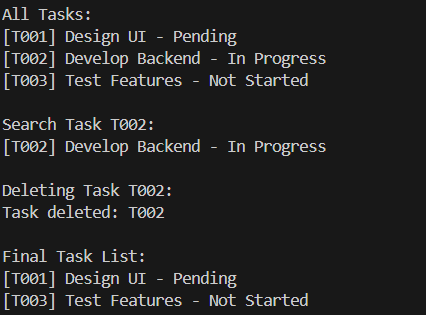 All Tasks:
[T001] Design UI - Pending
[T002] Develop Backend - In Progress
[T003] Test Features - Not Started
Search Task T002:
[T002] Develop Backend - In Progress
Deleting Task T002:
Task deleted: T002
Final Task List:
[T001] Design UI - Pending
[T003] Test Features - Not Started